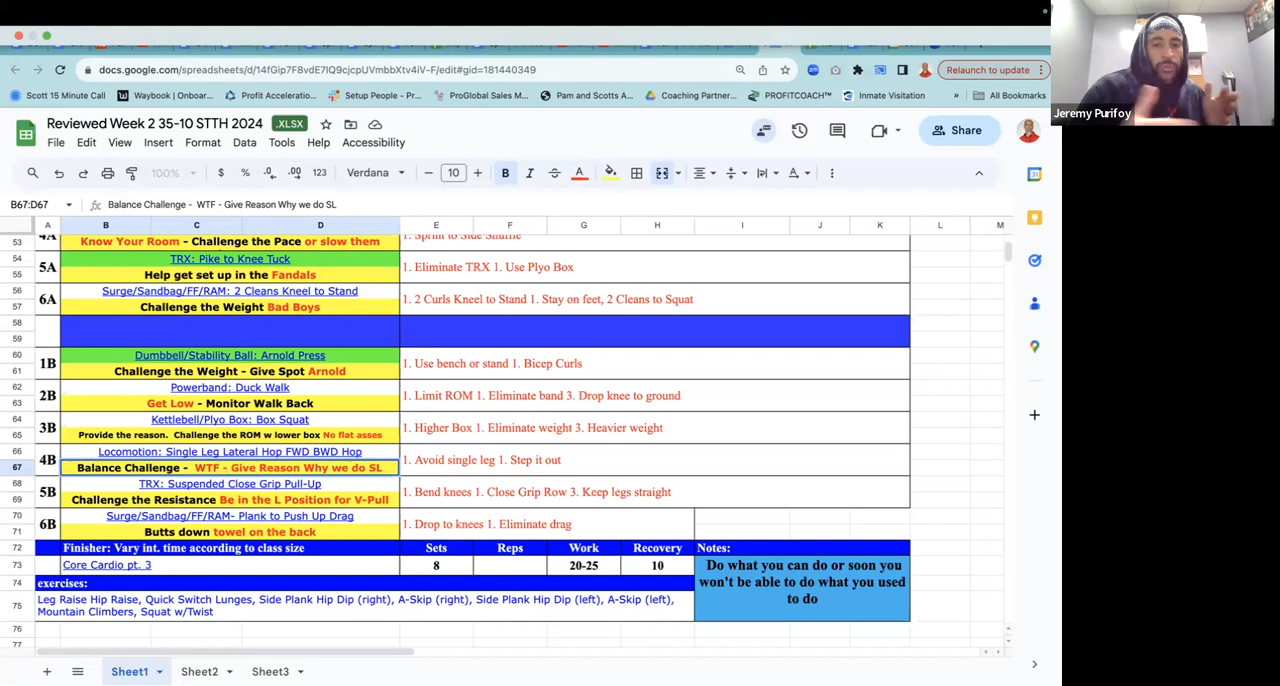 docs.google.com/spreadsheets/d/14fGip7F8vdE7IQ9cjcpUVmbbXtv4iV-F/edit#gid=181440349
Relaunch to update
Scott 15 Minute Call
Waybook | Onboar...
Profit Acceleratio...
Setup People - Pr...
ProGlobal Sales M...
Pam and Scotts A...
Coaching Partner...
PROFITCOACH™
Inmate Visitation
»
All Bookmarks
Jeremy Purifoy
Reviewed Week 2 35-10 STTH 2024
.XLSX
Share
File Edit View Insert Format Data Tools Help Accessibility
100% $ % .0 .00 123 Verdana − 10 + B I A
B67:D67 fx Balance Challenge - WTF - Give Reason Why we do SL
A B C D E F G H I J K L M
53 4A Know Your Room - Challenge the Pace or slow them 1. Sprint to Side Shuffle
54 5A TRX: Pike to Knee Tuck 1. Eliminate TRX 1. Use Plyo Box
55 Help get set up in the Fandals
56 6A Surge/Sandbag/FF/RAM: 2 Cleans Kneel to Stand 1. 2 Curls Kneel to Stand 1. Stay on feet, 2 Cleans to Squat
57 Challenge the Weight Bad Boys
58
59
60 1B Dumbbell/Stability Ball: Arnold Press 1. Use bench or stand 1. Bicep Curls
61 Challenge the Weight - Give Spot Arnold
62 2B Powerband: Duck Walk 1. Limit ROM 1. Eliminate band 3. Drop knee to ground
63 Get Low - Monitor Walk Back
64 3B Kettlebell/Plyo Box: Box Squat 1. Higher Box 1. Eliminate weight 3. Heavier weight
65 Provide the reason. Challenge the ROM w lower box No flat asses
66 4B Locomotion: Single Leg Lateral Hop FWD BWD Hop 1. Avoid single leg 1. Step it out
67 Balance Challenge - WTF - Give Reason Why we do SL
68 5B TRX: Suspended Close Grip Pull-Up 1. Bend knees 1. Close Grip Row 3. Keep legs straight
69 Challenge the Resistance Be in the L Position for V-Pull
70 6B Surge/Sandbag/FF/RAM- Plank to Push Up Drag 1. Drop to knees 1. Eliminate drag
71 Butts down towel on the back
72 Finisher: Vary int. time according to class size Sets Reps Work Recovery Notes:
73 Core Cardio pt. 3 8 20-25 10 Do what you can do or soon you
74 exercises: won't be able to do what you used
75 Leg Raise Hip Raise, Quick Switch Lunges, Side Plank Hip Dip (right), A-Skip (right), Side Plank Hip Dip (left), A-Skip (left), to do
Mountain Climbers, Squat w/Twist
76
77
Sheet1 Sheet2 Sheet3